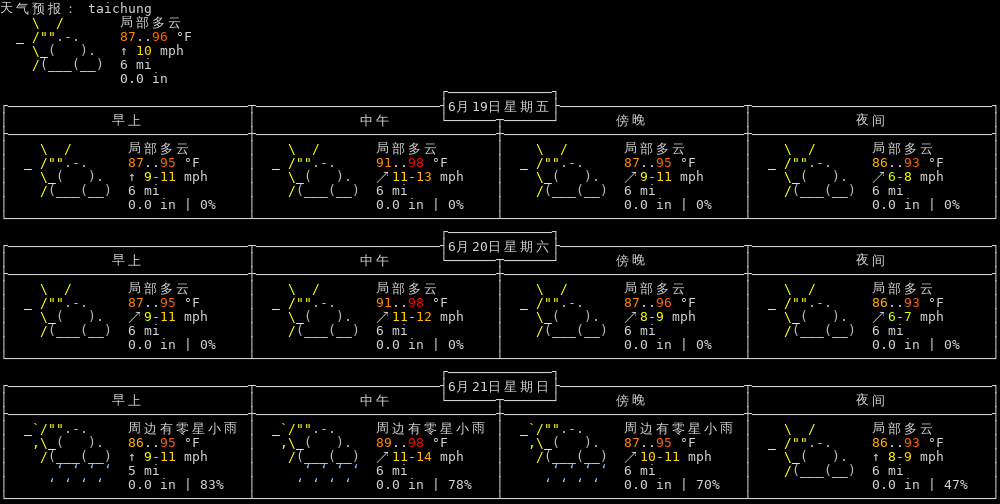 天气预报： taichung
局部多云
87..96 °F
↑ 10 mph
6 mi
0.0 in
6月19日星期五
早上 中午 傍晚 夜间
局部多云 局部多云 局部多云 局部多云
87..95 °F 91..98 °F 87..95 °F 86..93 °F
↑ 9-11 mph ↗ 11-13 mph ↗ 9-11 mph ↗ 6-8 mph
6 mi 6 mi 6 mi 6 mi
0.0 in | 0% 0.0 in | 0% 0.0 in | 0% 0.0 in | 0%
6月20日星期六
早上 中午 傍晚 夜间
局部多云 局部多云 局部多云 局部多云
87..95 °F 91..98 °F 87..96 °F 86..93 °F
↗ 9-11 mph ↗ 11-12 mph ↗ 8-9 mph ↗ 6-7 mph
6 mi 6 mi 6 mi 6 mi
0.0 in | 0% 0.0 in | 0% 0.0 in | 0% 0.0 in | 0%
6月21日星期日
早上 中午 傍晚 夜间
周边有零星小雨 周边有零星小雨 周边有零星小雨 局部多云
86..95 °F 89..98 °F 87..95 °F 86..93 °F
↑ 9-11 mph ↗ 11-14 mph ↗ 10-11 mph ↑ 8-9 mph
5 mi 6 mi 6 mi 6 mi
0.0 in | 83% 0.0 in | 78% 0.0 in | 70% 0.0 in | 47%